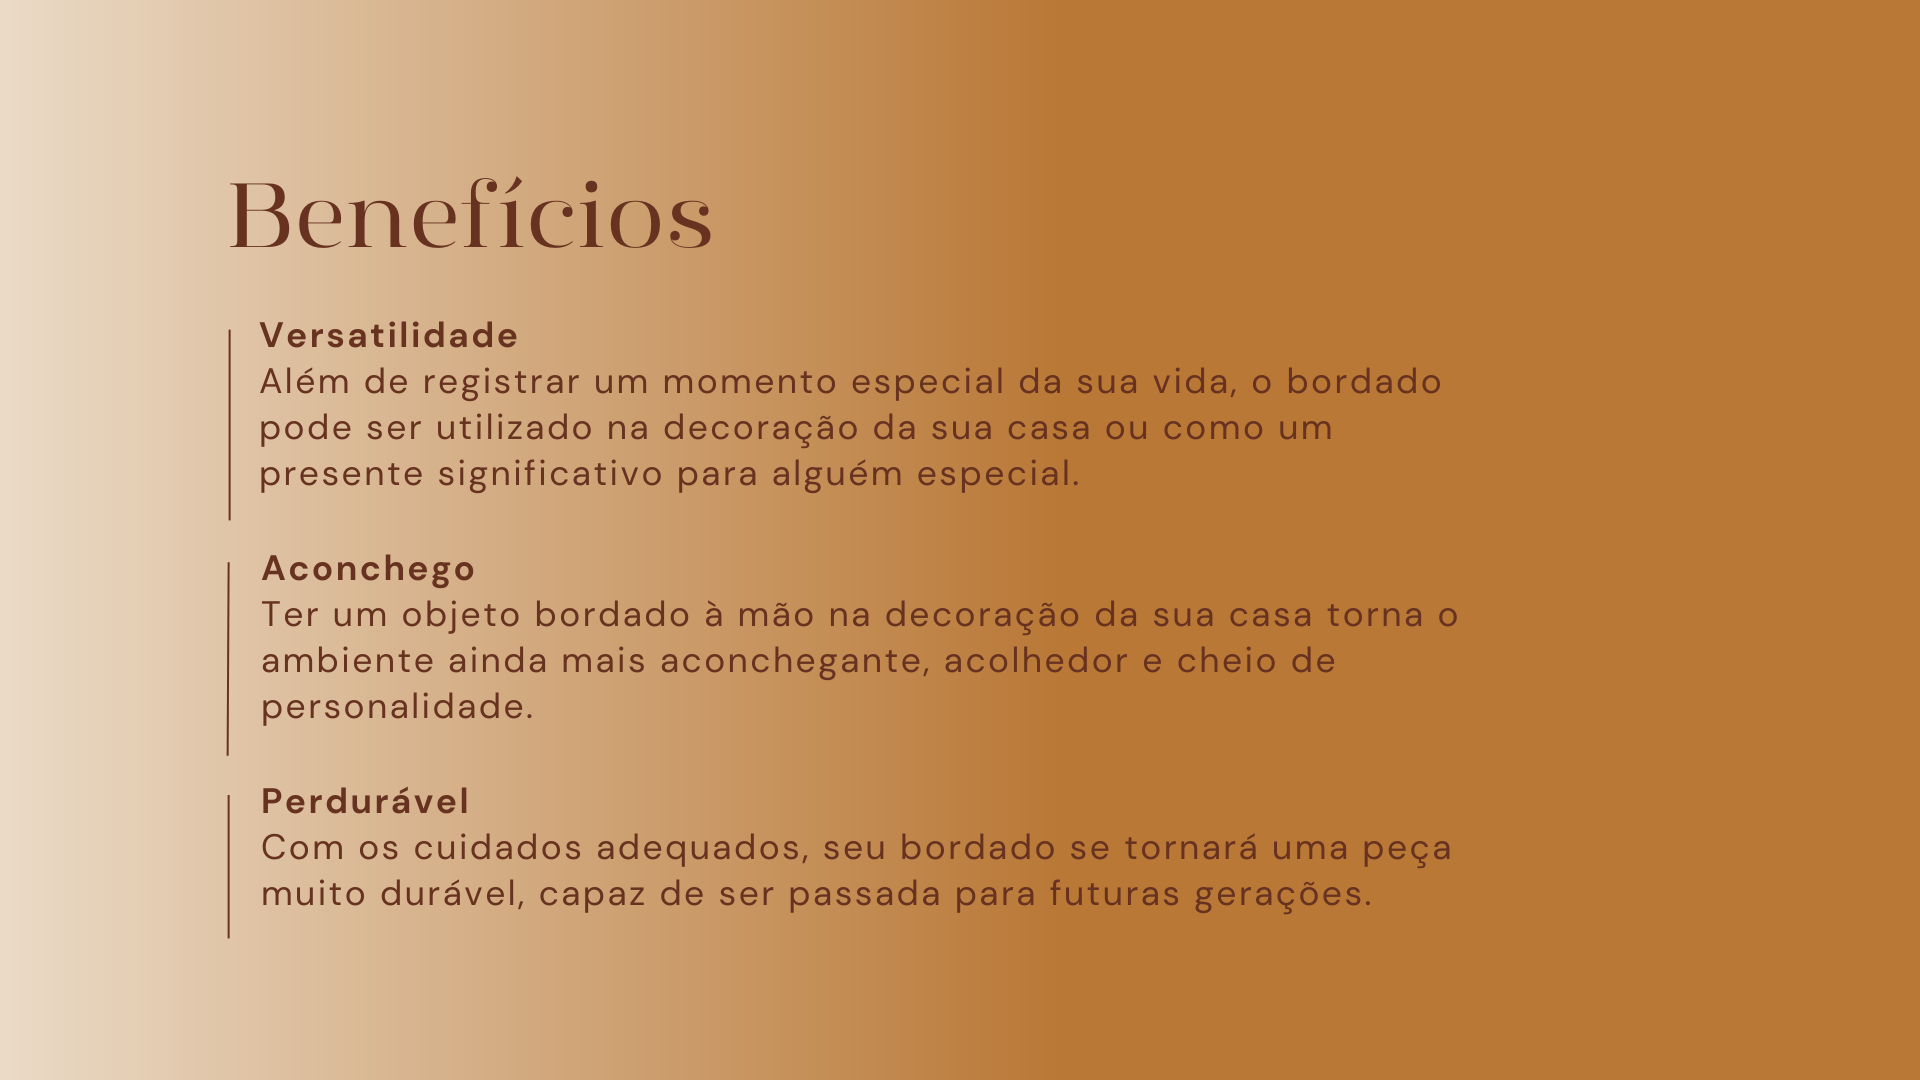 Benefícios
Versatilidade
Além de registrar um momento especial da sua vida, o bordado
pode ser utilizado na decoração da sua casa ou como um
presente significativo para alguém especial.
Aconchego
Ter um objeto bordado à mão na decoração da sua casa torna o
ambiente ainda mais aconchegante, acolhedor e cheio de
personalidade.
Perdurável
Com os cuidados adequados, seu bordado se tornará uma peça
muito durável, capaz de ser passada para futuras gerações.